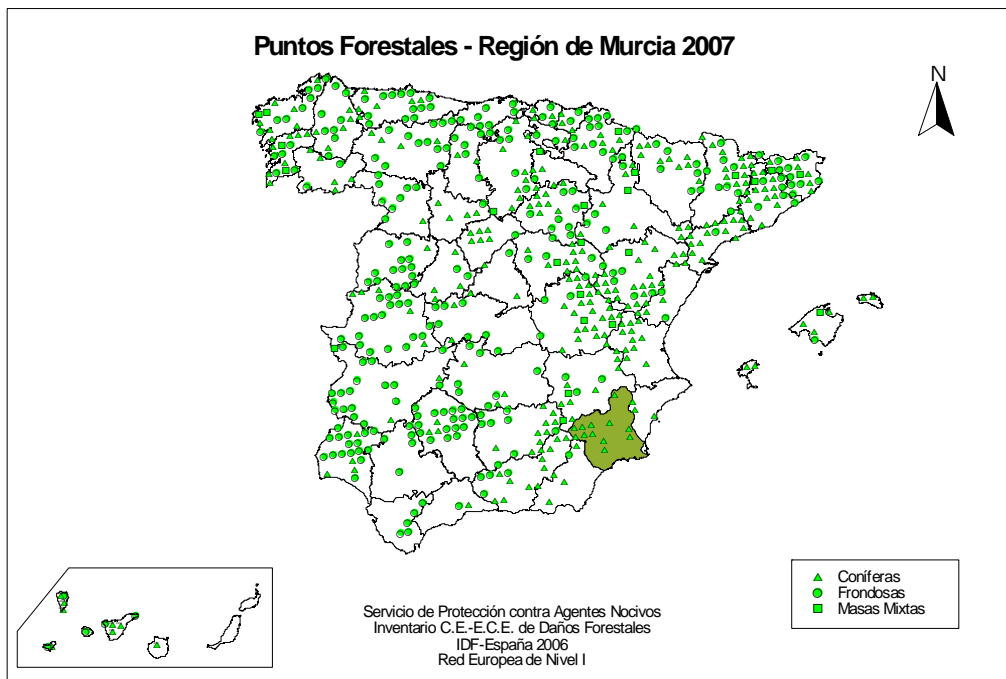 Puntos Forestales - Región de Murcia 2007
N
Coníferas
Frondosas
Masas Mixtas
Servicio de Protección contra Agentes Nocivos
Inventario C.E.-E.C.E. de Daños Forestales
IDF-España 2006
Red Europea de Nivel I